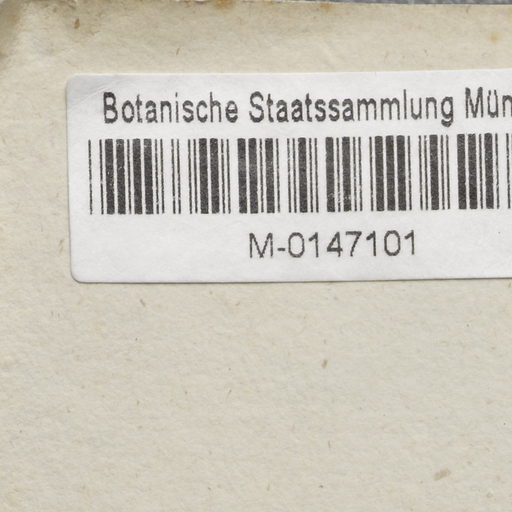 Botanische Staatssammlung Mün
M-0147101